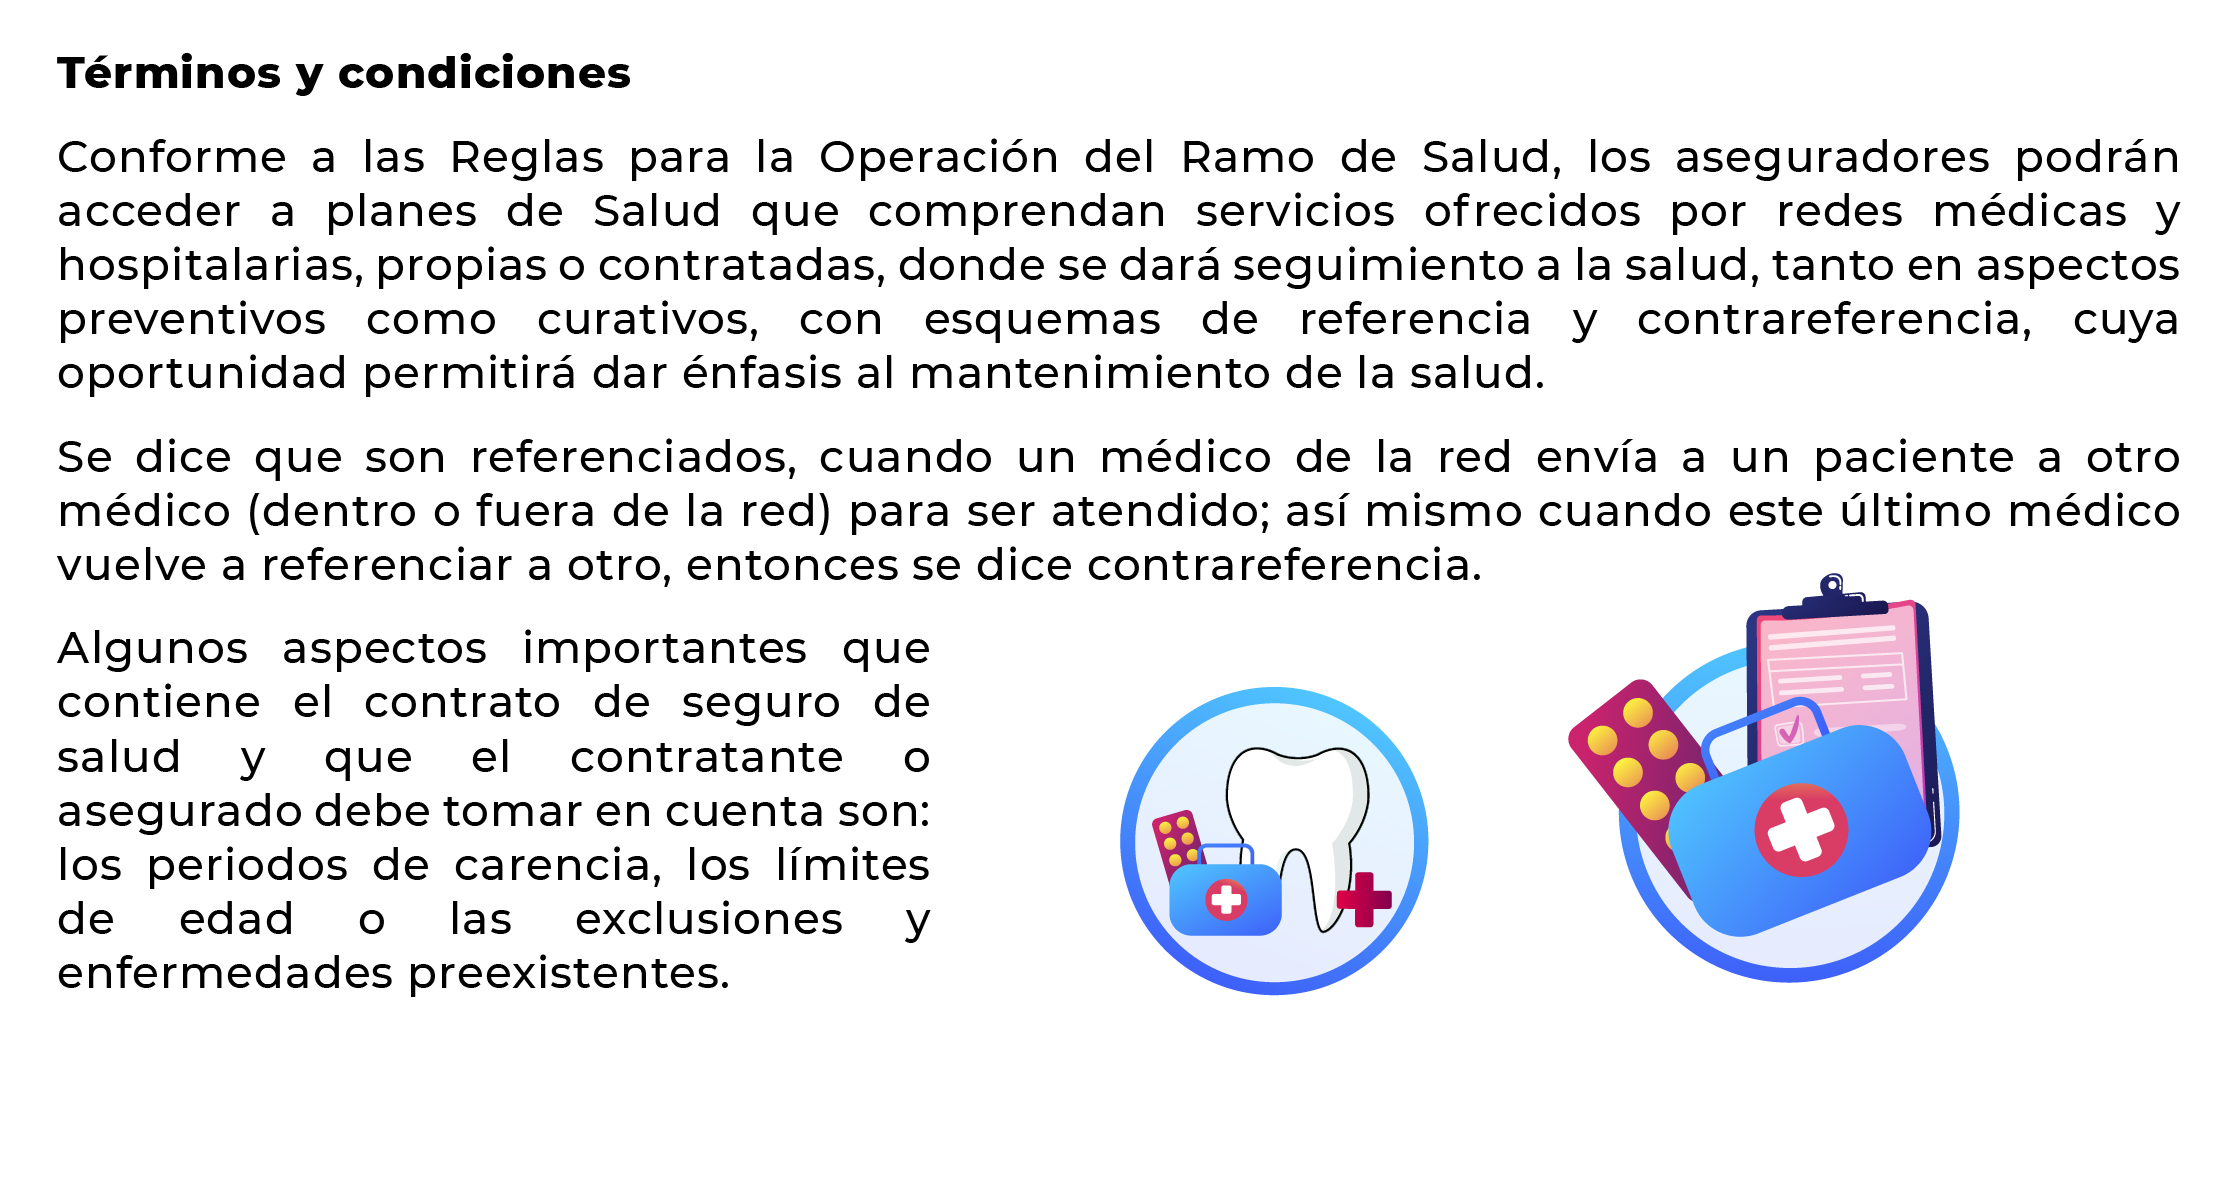 Términos y condiciones
Conforme a las Reglas para la Operación del Ramo de Salud, los aseguradores podrán
acceder a planes de Salud que comprendan servicios ofrecidos por redes médicas y
hospitalarias, propias o contratadas, donde se dará seguimiento a la salud, tanto en aspectos
preventivos como curativos, con esquemas de referencia y contrareferencia, cuya
oportunidad permitirá dar énfasis al mantenimiento de la salud.
Se dice que son referenciados, cuando un médico de la red envía a un paciente a otro
médico (dentro o fuera de la red) para ser atendido; así mismo cuando este último médico
vuelve a referenciar a otro, entonces se dice contrareferencia.
Algunos aspectos importantes que
contiene el contrato de seguro de
salud y que el contratante o
asegurado debe tomar en cuenta son:
los periodos de carencia, los límites
de edad o las exclusiones y
enfermedades preexistentes.